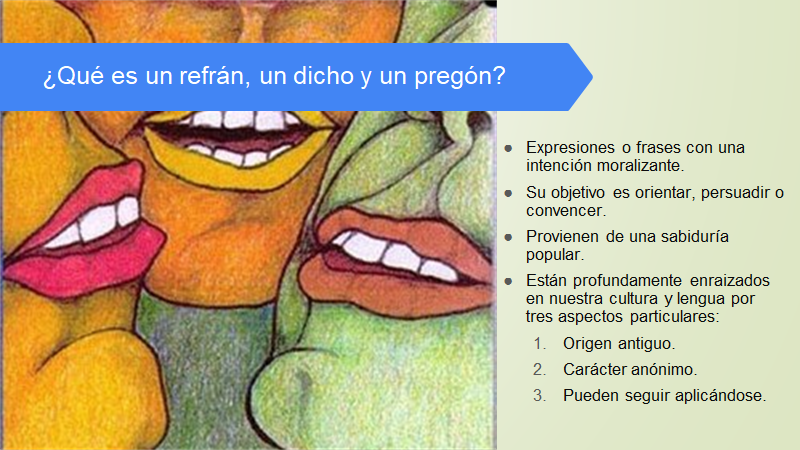 ¿Qué es un refrán, un dicho y un pregón?
● Expresiones o frases con una
intención moralizante.
● Su objetivo es orientar, persuadir o
convencer.
● Provienen de una sabiduría
popular.
● Están profundamente enraizados
en nuestra cultura y lengua por
tres aspectos particulares:
1. Origen antiguo.
2. Carácter anónimo.
3. Pueden seguir aplicándose.